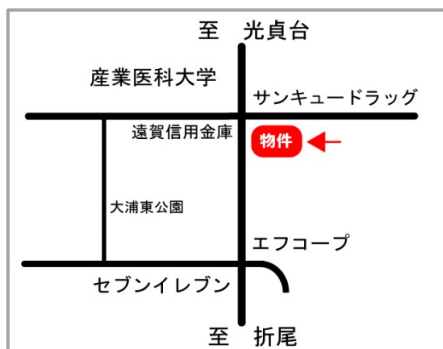 至 光貞台
産業医科大学
サンキュードラッグ
遠賀信用金庫
物件
大浦東公園
エフコープ
セブンイレブン
至 折尾